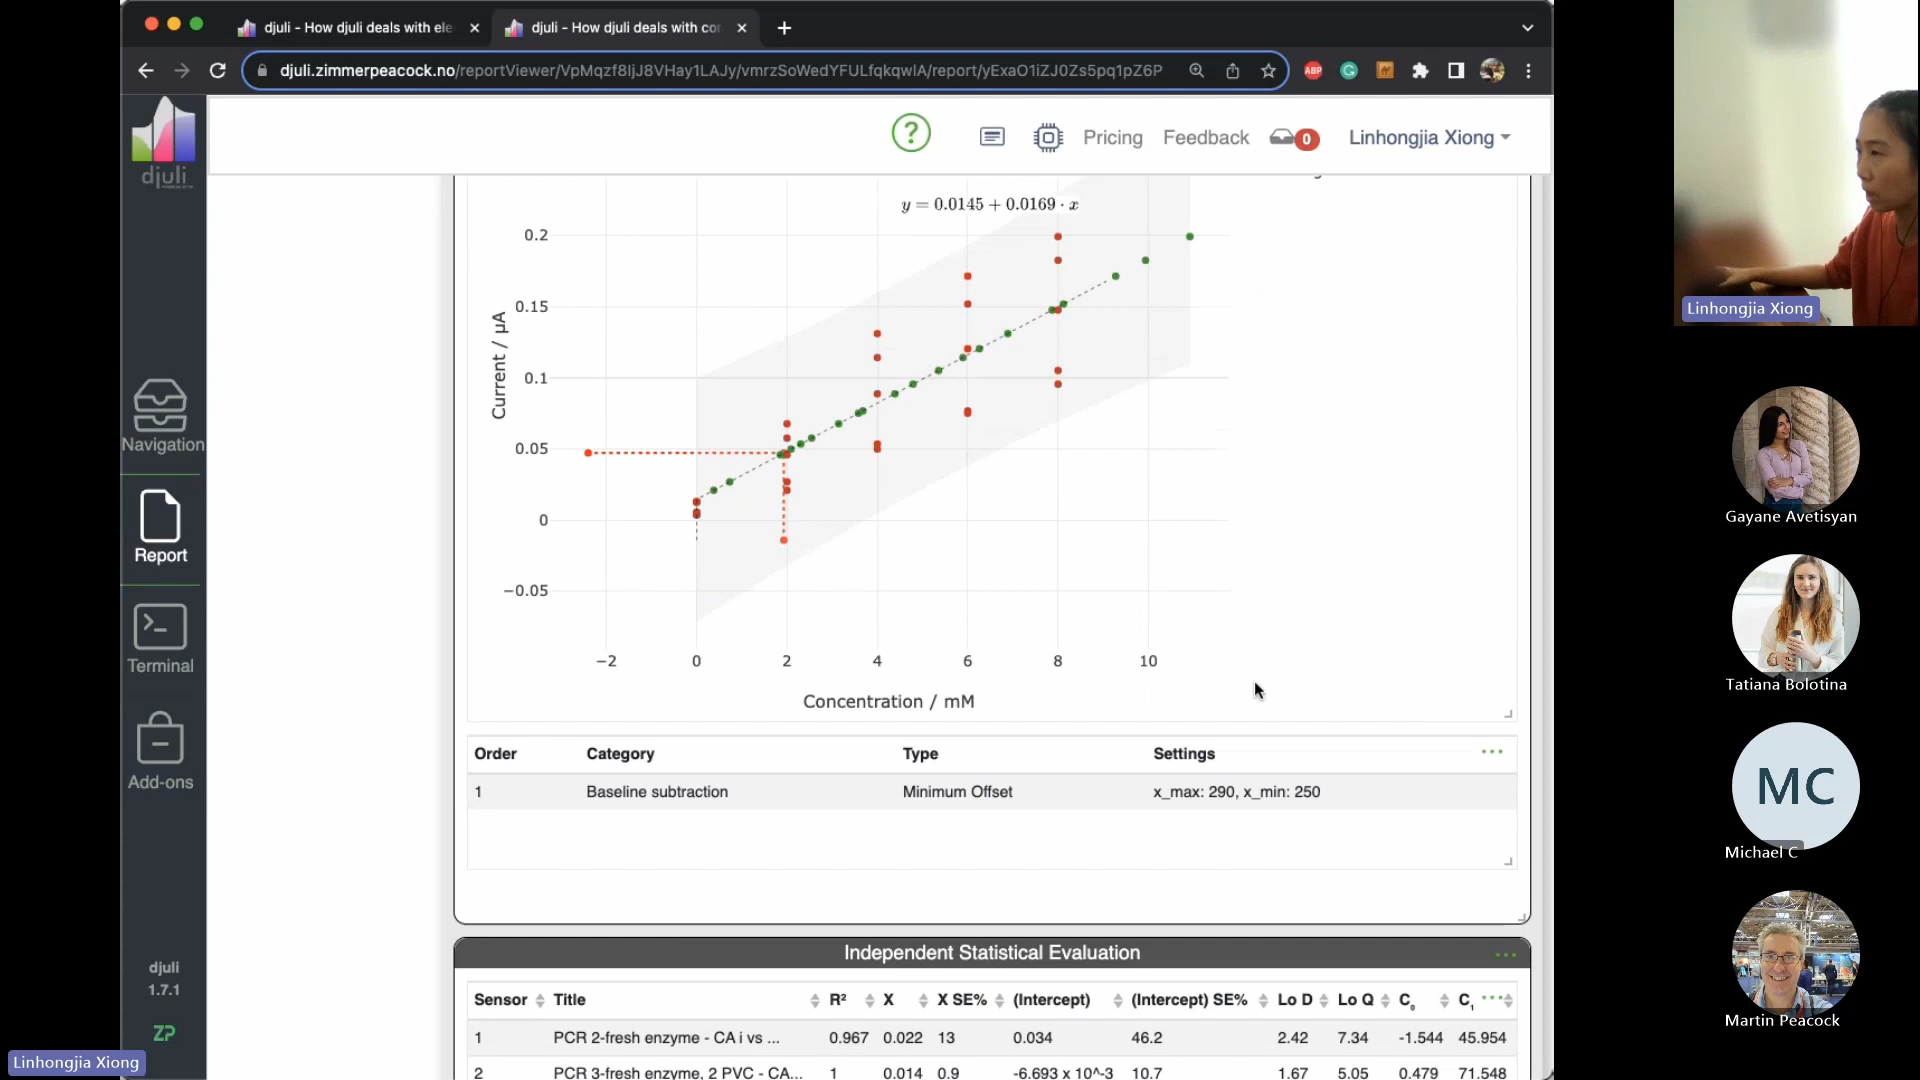 djuli - How djuli deals with ele
djuli - How djuli deals with cor
djuli.zimmerpeacock.no/reportViewer/VpMqzf8IjJ8VHay1LAJy/vmrzSoWedYFULfqkqwIA/report/yExaO1iZJ0Zs5pq1pZ6P
ABP
djuli
?
Pricing
Feedback
0
Linhongjia Xiong
y = 0.0145 + 0.0169 · x
0.2
0.15
0.1
0.05
0
−0.05
Current / μA
−2
0
2
4
6
8
10
Concentration / mM
Navigation
Report
Terminal
Add-ons
djuli
1.7.1
ZP
Order Category Type Settings
1 Baseline subtraction Minimum Offset x_max: 290, x_min: 250
Independent Statistical Evaluation
Sensor Title R² X X SE% (Intercept) (Intercept) SE% Lo D Lo Q C₀ C₁
1 PCR 2-fresh enzyme - CA i vs ... 0.967 0.022 13 0.034 46.2 2.42 7.34 -1.544 45.954
2 PCR 3-fresh enzyme, 2 PVC - CA... 1 0.014 0.9 -6.693 x 10^-3 10.7 1.67 5.05 0.479 71.548
Linhongjia Xiong
Linhongjia Xiong
Gayane Avetisyan
Tatiana Bolotina
MC
Michael C
Martin Peacock